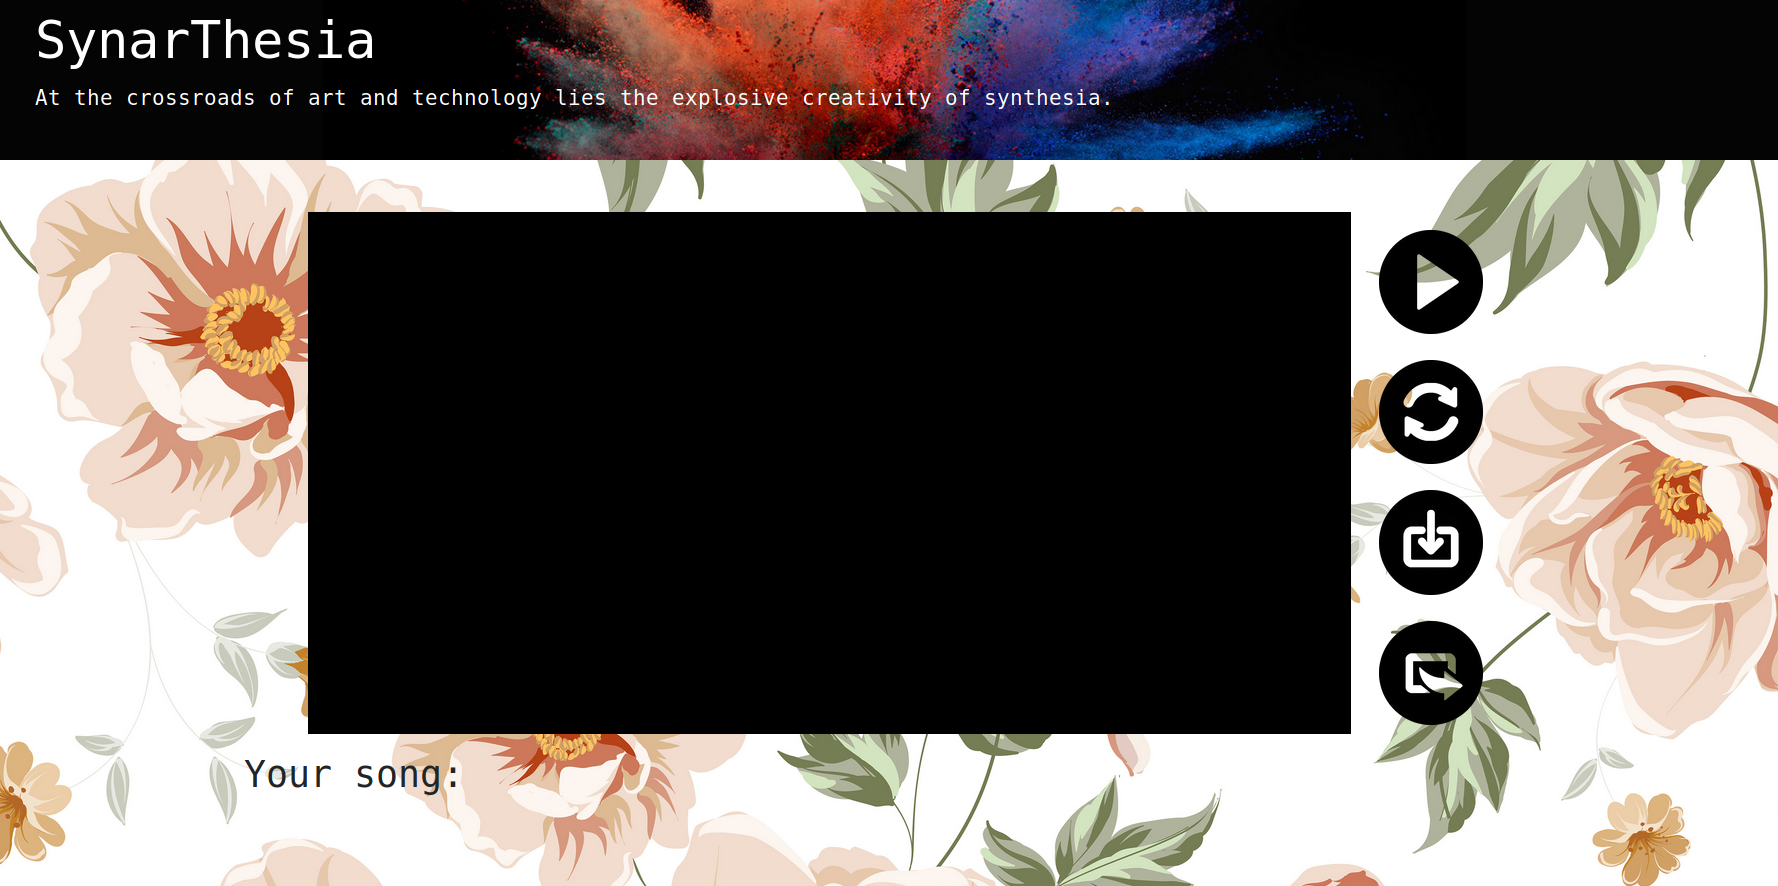 SynarThesia
At the crossroads of art and technology lies the explosive creativity of synthesia.
Your song: